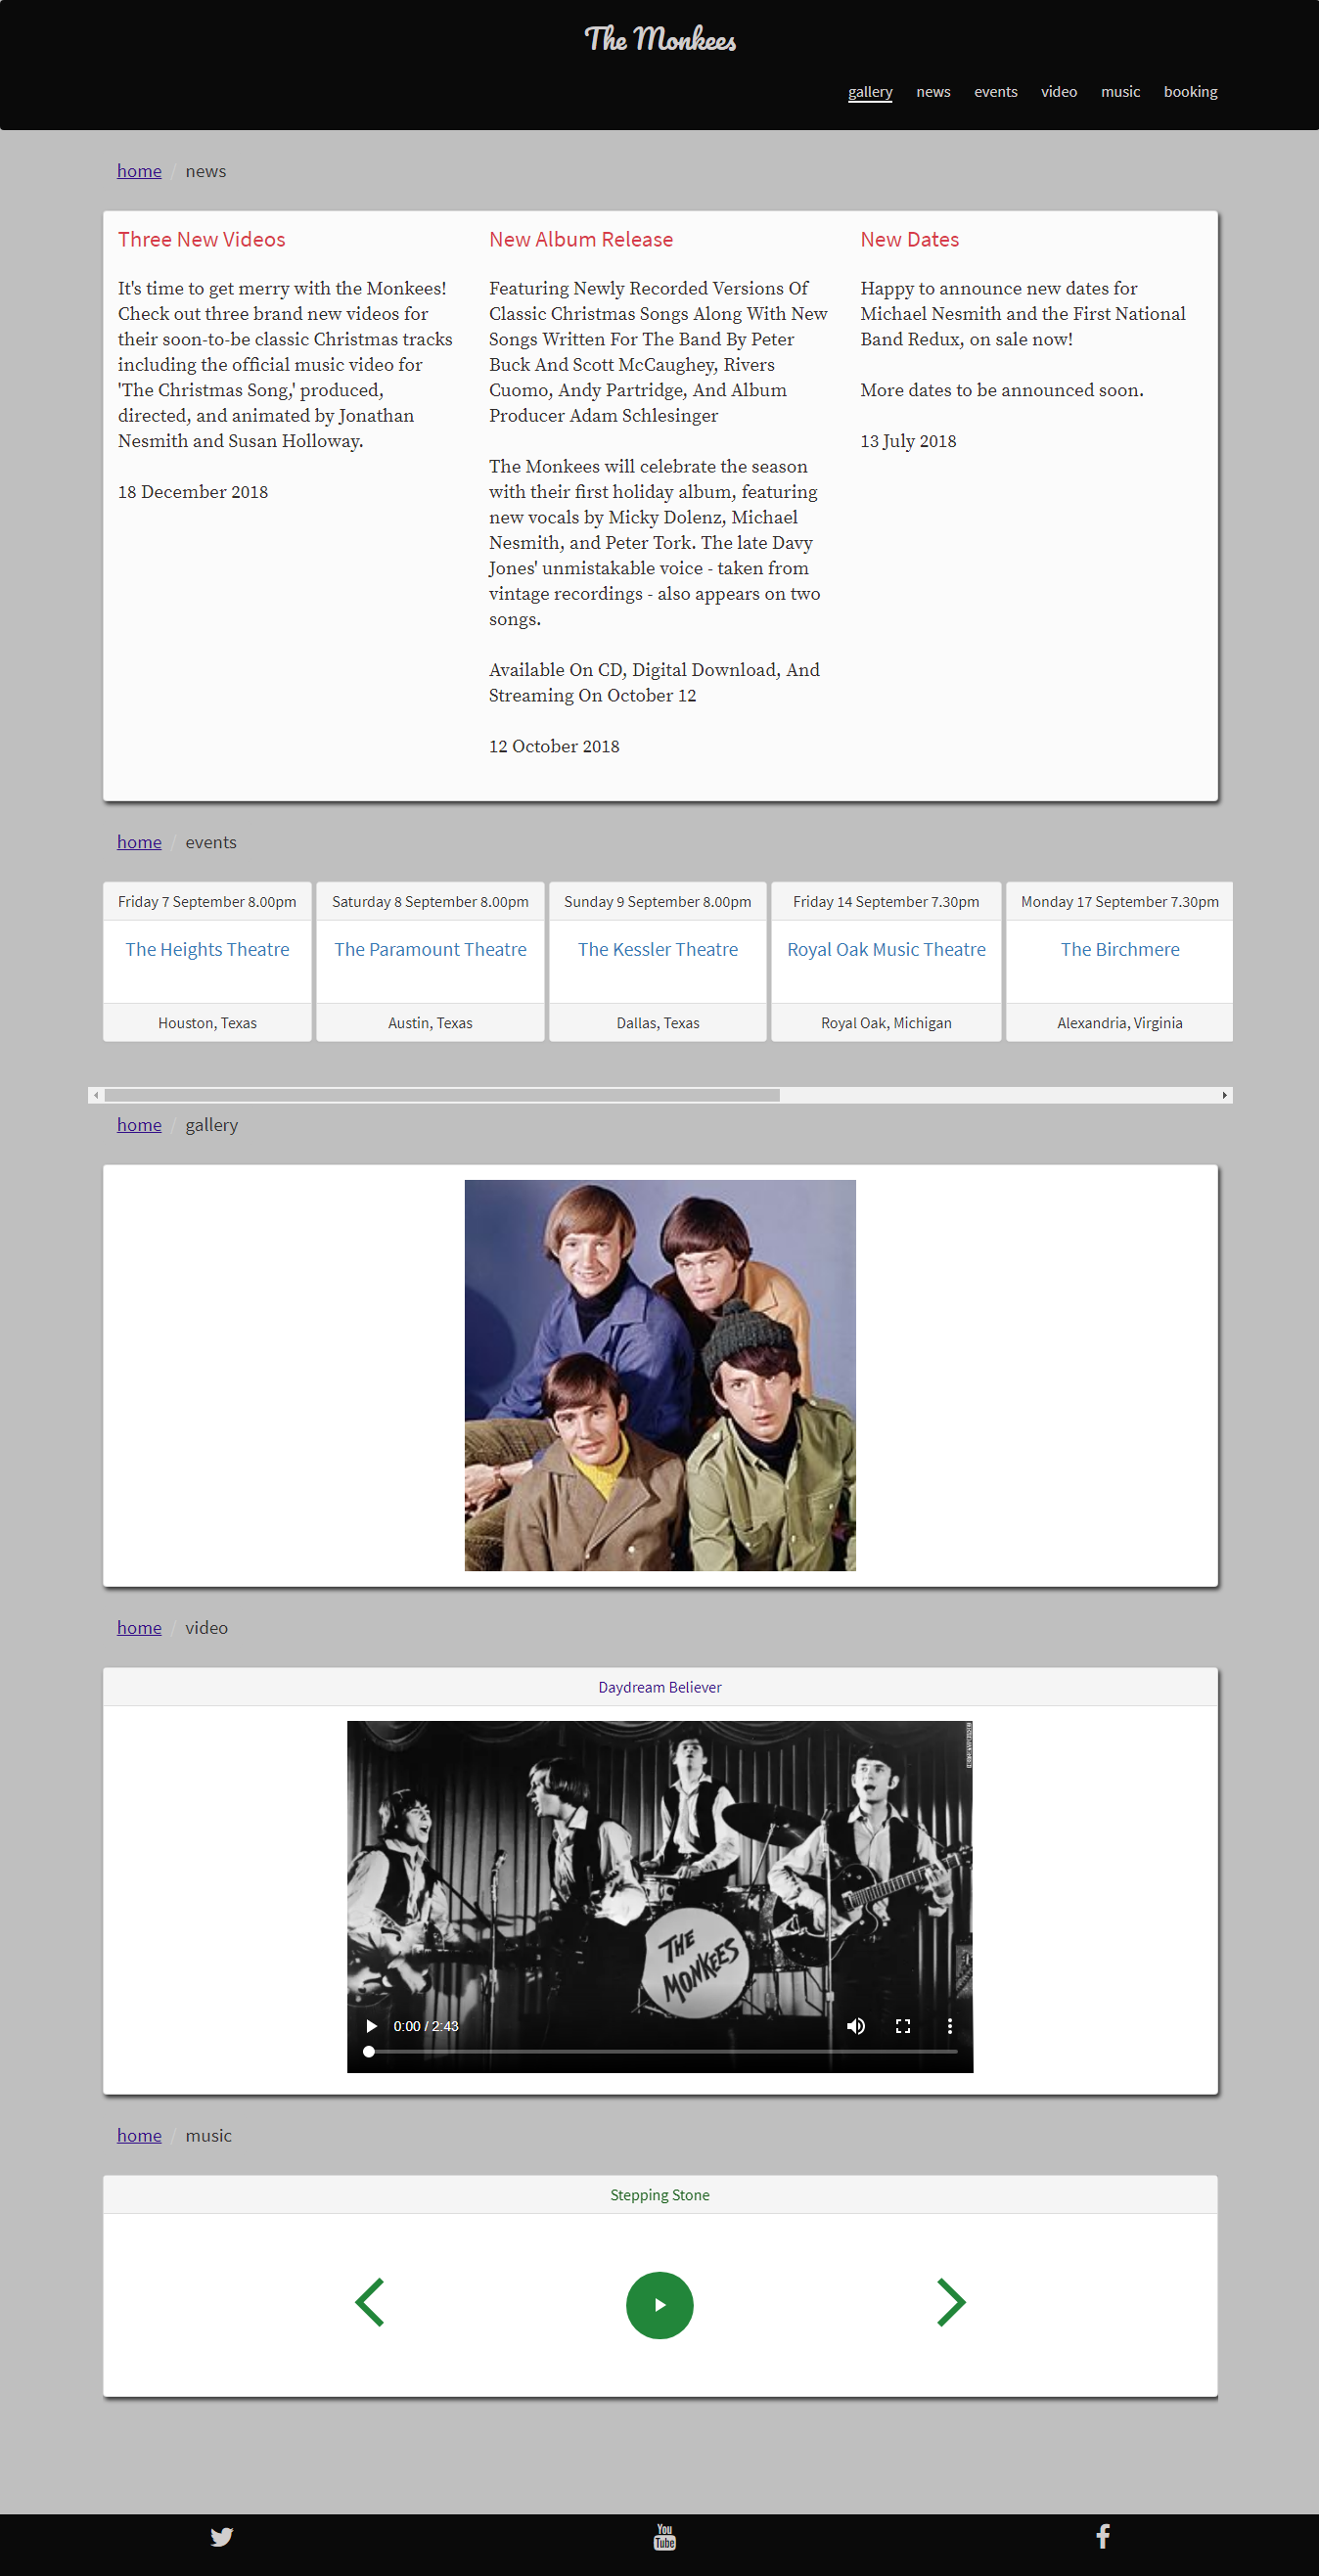 The Monkees
gallery news events video music booking
home / news
Three New Videos
It's time to get merry with the Monkees!
Check out three brand new videos for
their soon-to-be classic Christmas tracks
including the official music video for
'The Christmas Song,' produced,
directed, and animated by Jonathan
Nesmith and Susan Holloway.
18 December 2018
New Album Release
Featuring Newly Recorded Versions Of
Classic Christmas Songs Along With New
Songs Written For The Band By Peter
Buck And Scott McCaughey, Rivers
Cuomo, Andy Partridge, And Album
Producer Adam Schlesinger
The Monkees will celebrate the season
with their first holiday album, featuring
new vocals by Micky Dolenz, Michael
Nesmith, and Peter Tork. The late Davy
Jones' unmistakable voice - taken from
vintage recordings - also appears on two
songs.
Available On CD, Digital Download, And
Streaming On October 12
12 October 2018
New Dates
Happy to announce new dates for
Michael Nesmith and the First National
Band Redux, on sale now!
More dates to be announced soon.
13 July 2018
home / events
Friday 7 September 8.00pm
The Heights Theatre
Houston, Texas
Saturday 8 September 8.00pm
The Paramount Theatre
Austin, Texas
Sunday 9 September 8.00pm
The Kessler Theatre
Dallas, Texas
Friday 14 September 7.30pm
Royal Oak Music Theatre
Royal Oak, Michigan
Monday 17 September 7.30pm
The Birchmere
Alexandria, Virginia
home / gallery
home / video
Daydream Believer
THE
MONKEES
0:00 / 2:43
home / music
Stepping Stone
You
Tube